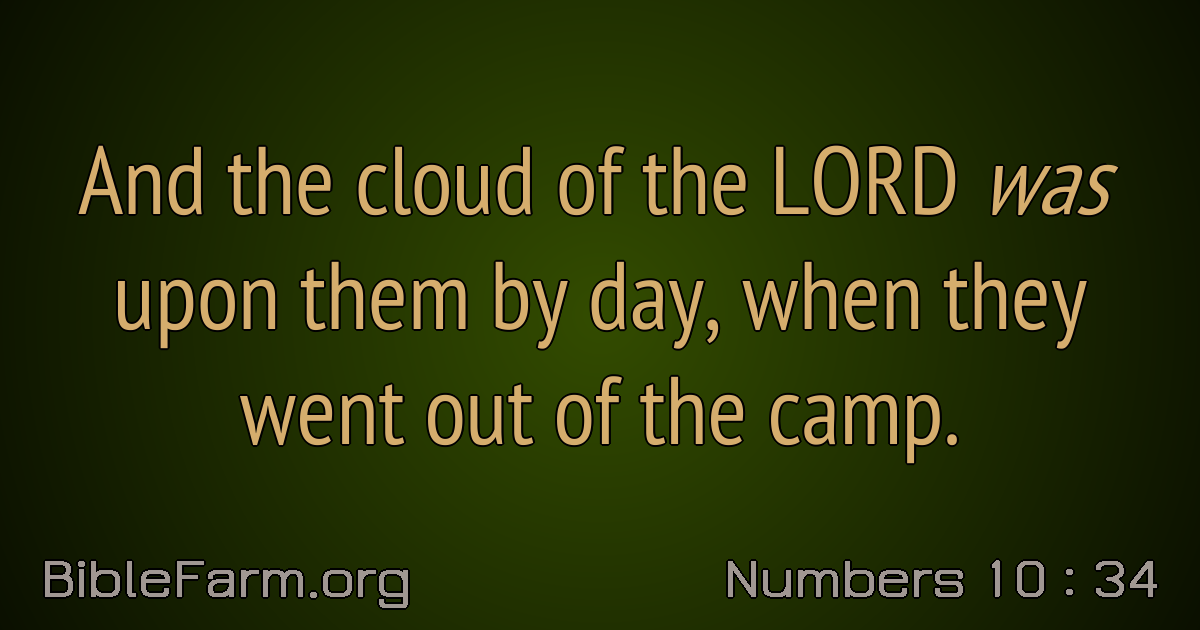 And the cloud of the LORD was
upon them by day, when they
went out of the camp.
BibleFarm.org
Numbers 10 : 34